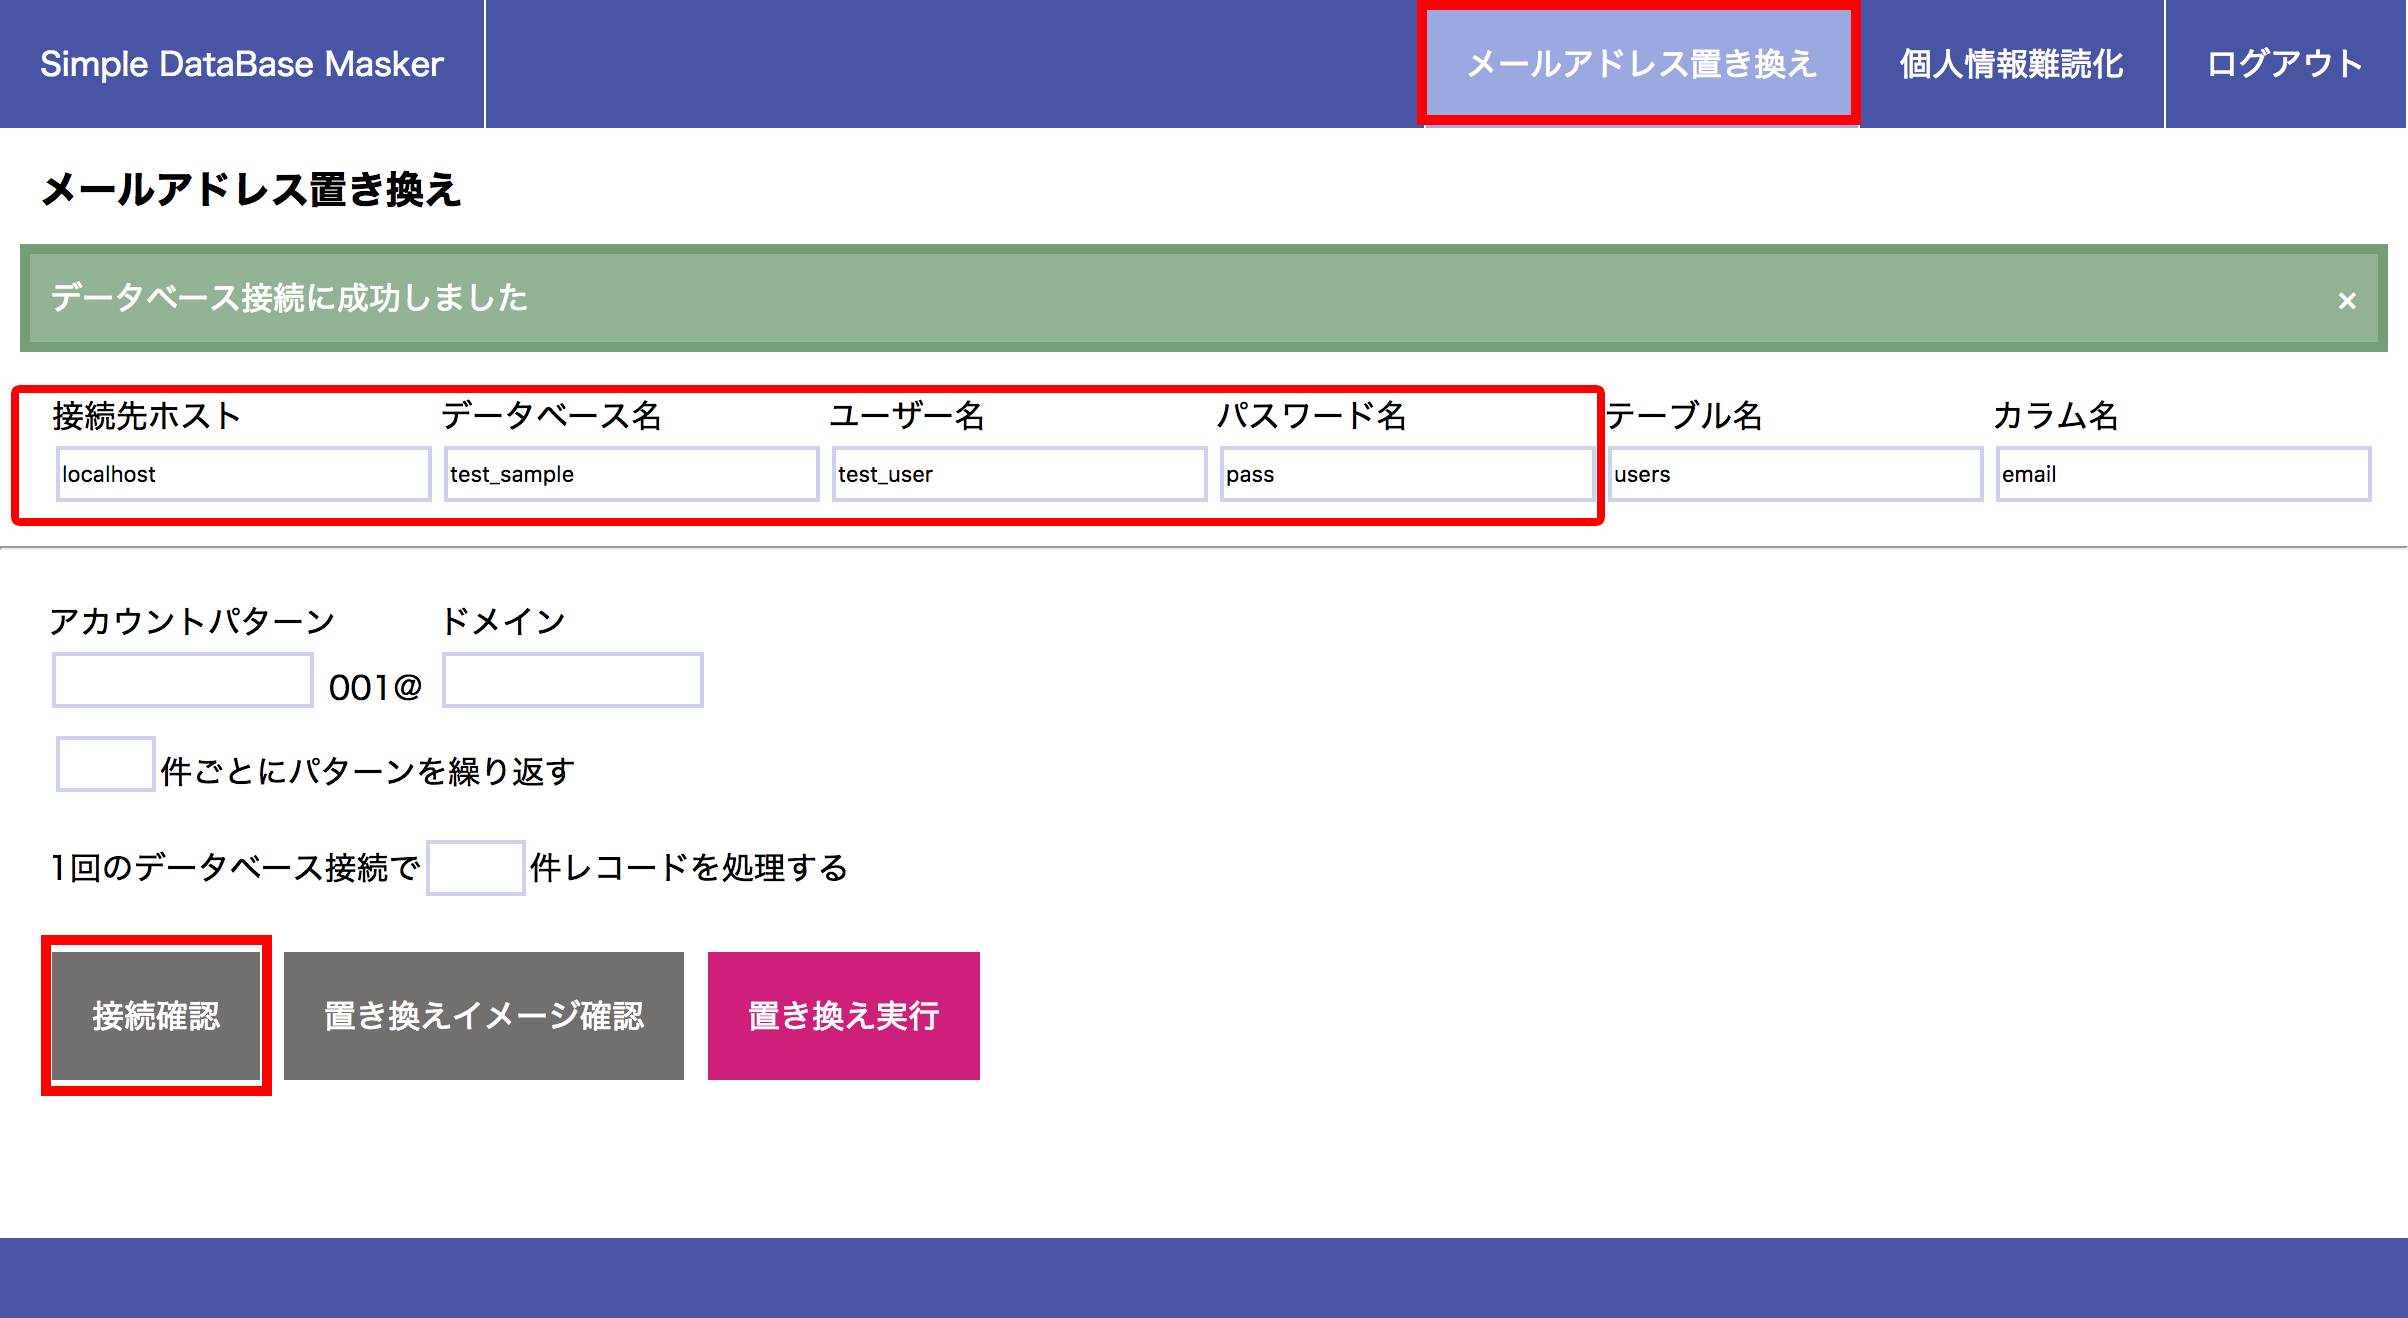 Simple DataBase Masker メールアドレス置き換え 個人情報難読化 ログアウト
メールアドレス置き換え
データベース接続に成功しました ×
接続先ホスト データベース名 ユーザー名 パスワード名 テーブル名 カラム名
localhost test_sample test_user pass users email
アカウントパターン ドメイン
001@
件ごとにパターンを繰り返す
1回のデータベース接続で 件レコードを処理する
接続確認 置き換えイメージ確認 置き換え実行